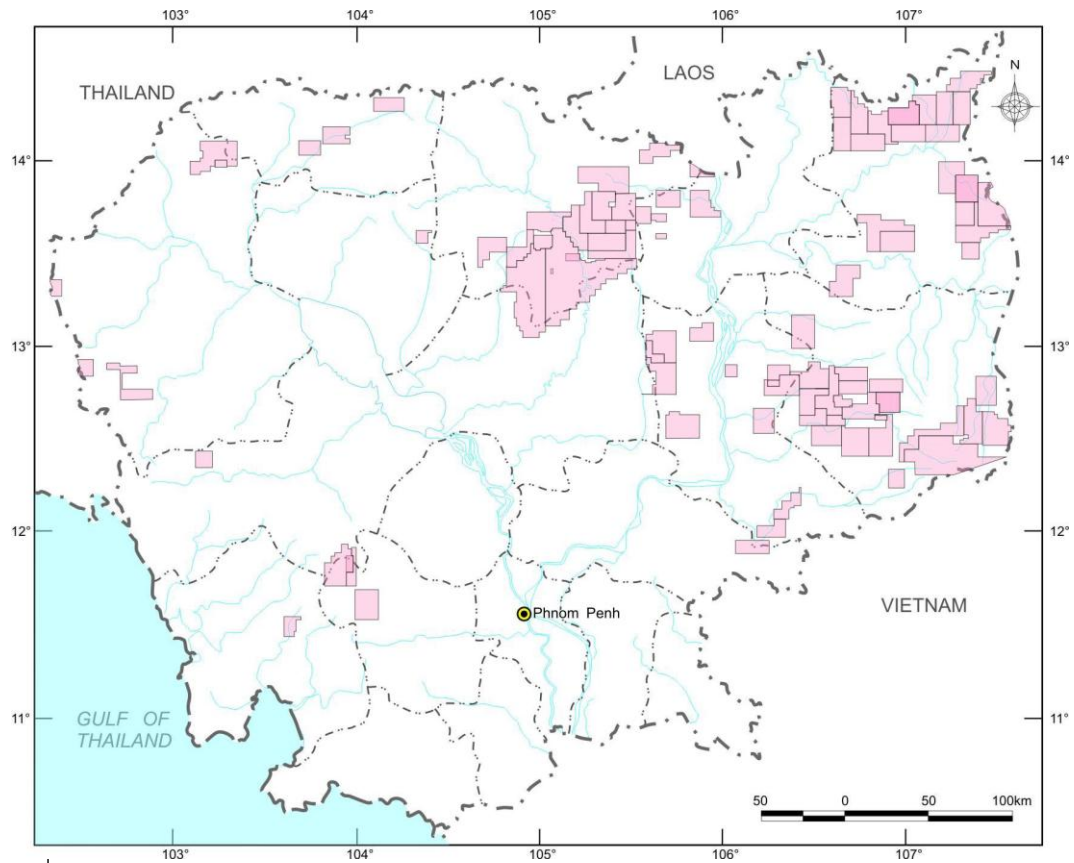 103° 104° 105° 106° 107°
N
LAOS
THAILAND
14° 14°
13° 13°
12° 12°
Phnom Penh
VIETNAM
GULF OF
THAILAND
11° 11°
50 0 50 100km
103° 104° 105° 106° 107°